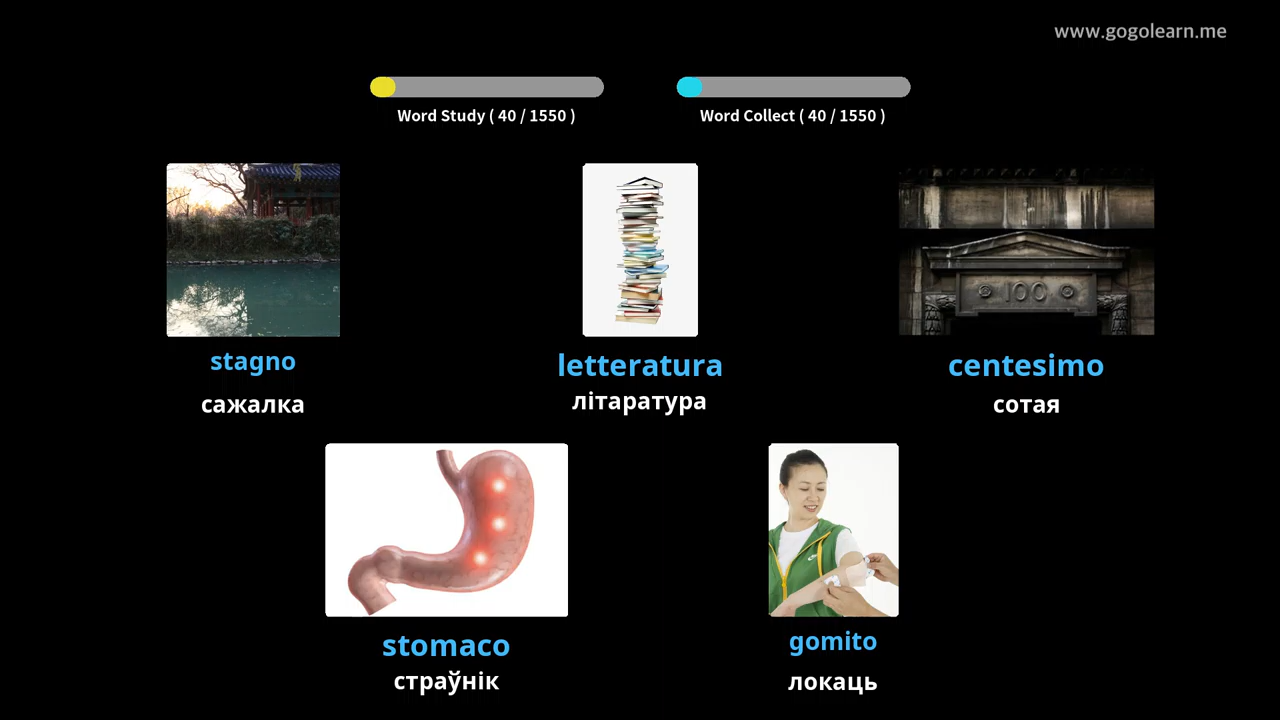 www.gogolearn.me
Word Study ( 40 / 1550 )
Word Collect ( 40 / 1550 )
100
stagno
сажалка
letteratura
літаратура
centesimo
сотая
stomaco
страўнік
gomito
локаць